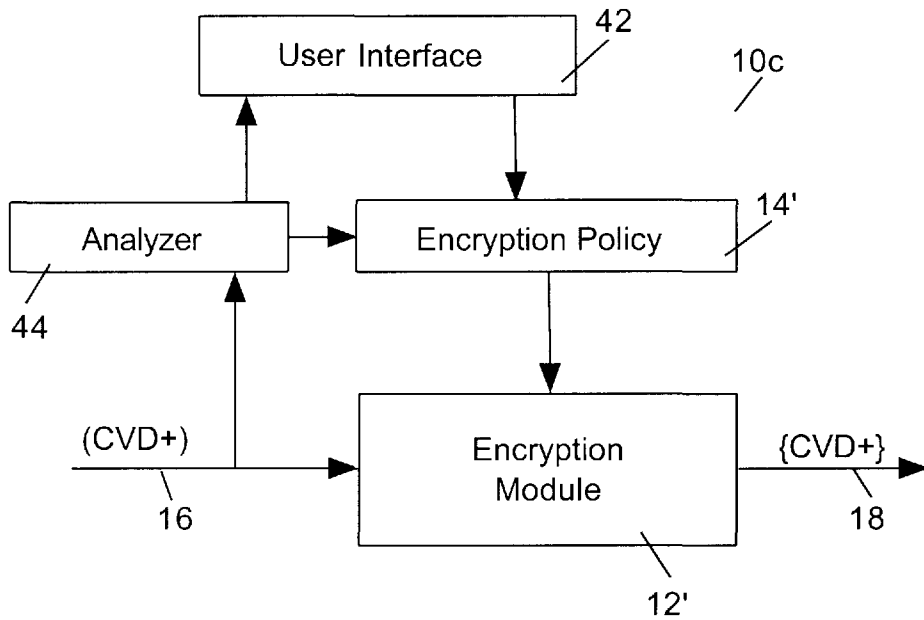 42
User Interface
10c
14'
Analyzer
Encryption Policy
44
(CVD+)
16
Encryption
Module
{CVD+}
18
12'